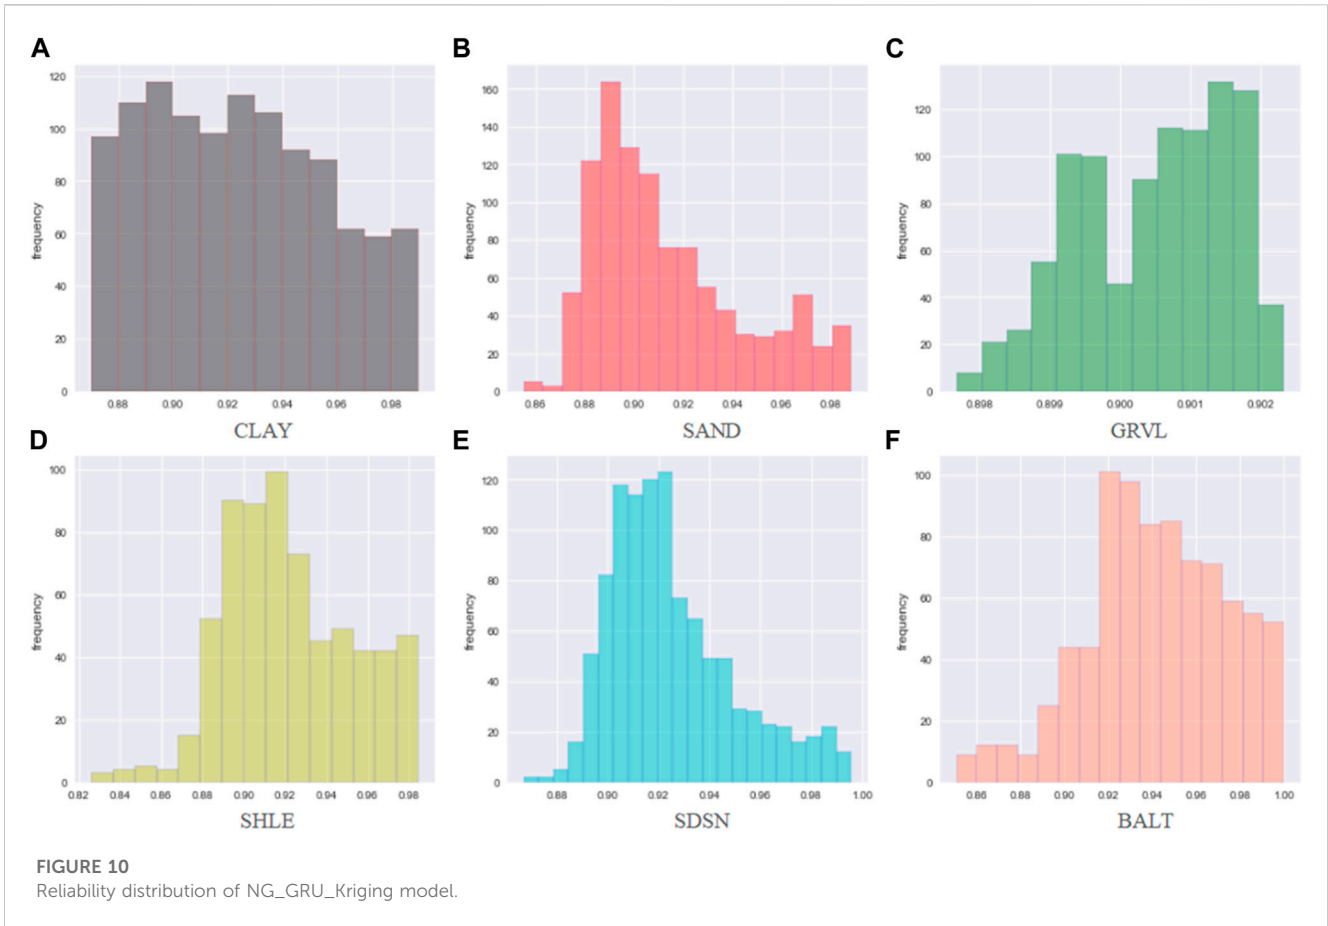 A
B
C
120
100
80
60
40
20
0
frequency
0.88 0.90 0.92 0.94 0.96 0.98
CLAY
160
140
120
100
80
60
40
20
0
frequency
0.86 0.88 0.90 0.92 0.94 0.96 0.98
SAND
120
100
80
60
40
20
0
frequency
0.898 0.899 0.900 0.901 0.902
GRVL
D
E
F
100
80
60
40
20
0
frequency
0.82 0.84 0.86 0.88 0.90 0.92 0.94 0.96 0.98
SHLE
120
100
80
60
40
20
0
frequency
0.88 0.90 0.92 0.94 0.96 0.98 1.00
SDSN
100
80
60
40
20
0
frequency
0.86 0.88 0.90 0.92 0.94 0.96 0.98 1.00
BALT
FIGURE 10
Reliability distribution of NG_GRU_Kriging model.